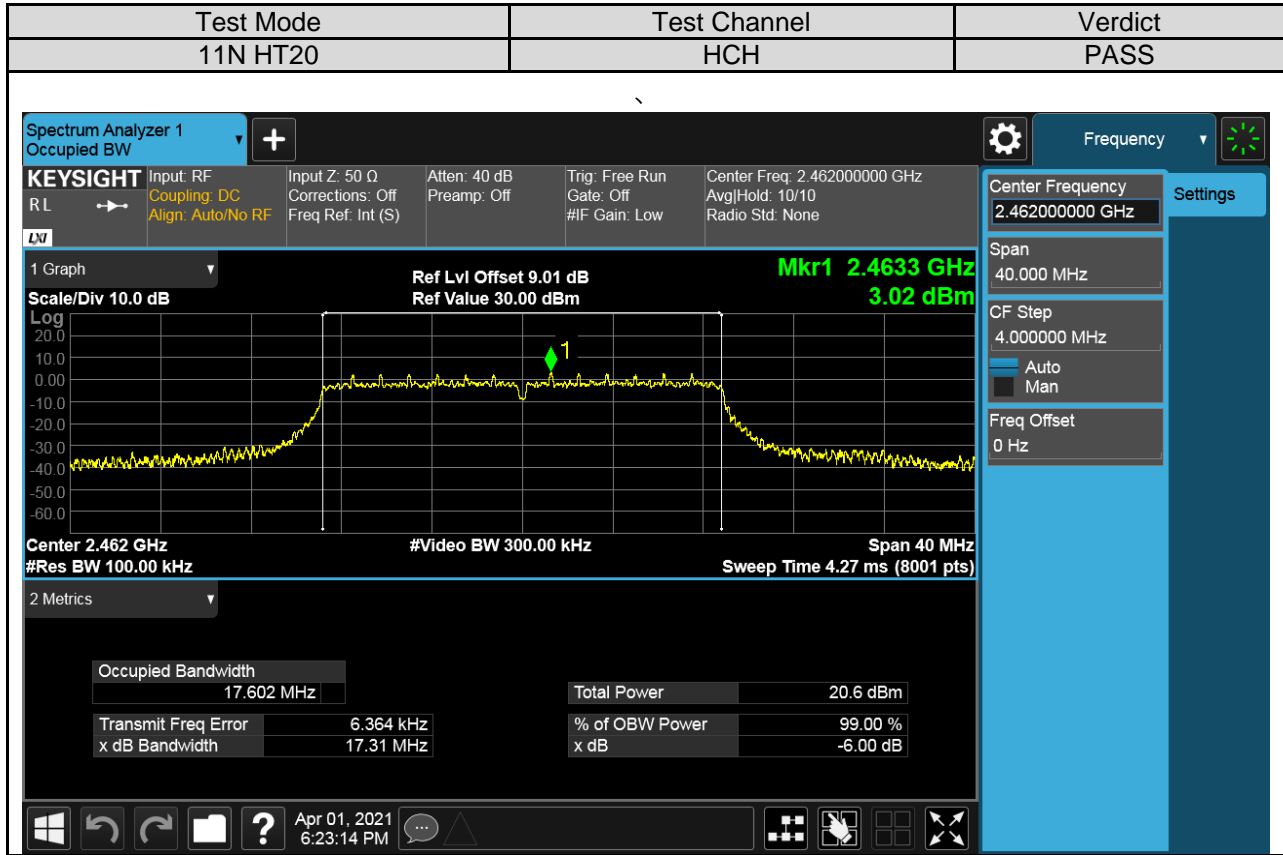 Test Mode Test Channel Verdict
11N HT20 HCH PASS
、
Spectrum Analyzer 1
Occupied BW
+
Frequency
KEYSIGHT
RL
LXI
Input: RF
Coupling: DC
Align: Auto/No RF
Input Z: 50 Ω
Corrections: Off
Freq Ref: Int (S)
Atten: 40 dB
Preamp: Off
Trig: Free Run
Gate: Off
#IF Gain: Low
Center Freq: 2.462000000 GHz
Avg|Hold: 10/10
Radio Std: None
Center Frequency
2.462000000 GHz
Settings
Span
40.000 MHz
CF Step
4.000000 MHz
Auto
Man
Freq Offset
0 Hz
1 Graph
Scale/Div 10.0 dB
Ref Lvl Offset 9.01 dB
Ref Value 30.00 dBm
Mkr1 2.4633 GHz
3.02 dBm
Log
20.0
10.0
0.00
-10.0
-20.0
-30.0
-40.0
-50.0
-60.0
1
Center 2.462 GHz
#Res BW 100.00 kHz
#Video BW 300.00 kHz
Span 40 MHz
Sweep Time 4.27 ms (8001 pts)
2 Metrics
Occupied Bandwidth
17.602 MHz
Transmit Freq Error 6.364 kHz
x dB Bandwidth 17.31 MHz
Total Power 20.6 dBm
% of OBW Power 99.00 %
x dB -6.00 dB
?
Apr 01, 2021
6:23:14 PM